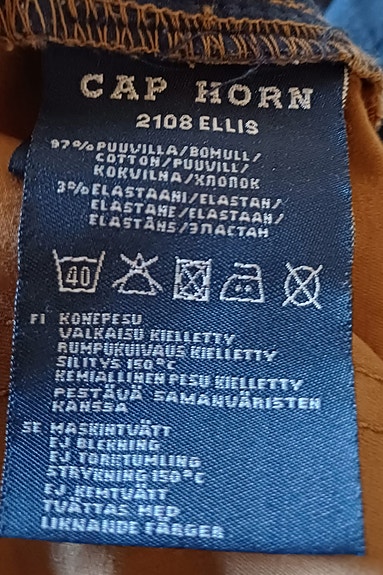 CAP HORN
2108 ELLIS
97% PUUVILLA/BOMULL/
COTTON/PUUVILL/
KOKVILNA/ХЛОПОК
3% ELASTAANI/ELASTAN/
ELASTANE/ELASTAAN/
ELASTĀNS/ЭЛАСТАН
40
FI KONEPESU
VALKAISU KIELLETTY
RUMPUKUIVAUS KIELLETTY
SILITYS 150°C
KEMIALLINEN PESU KIELLETTY
PESTÄVÄ SAMANVÄRISTEN
KANSSA
SE MASKINTVÄTT
EJ BLEKNING
EJ TORKTUMLING
STRYKNING 150°C
EJ KEMTVÄTT
TVÄTTAS MED
LIKNANDE FÄRGER